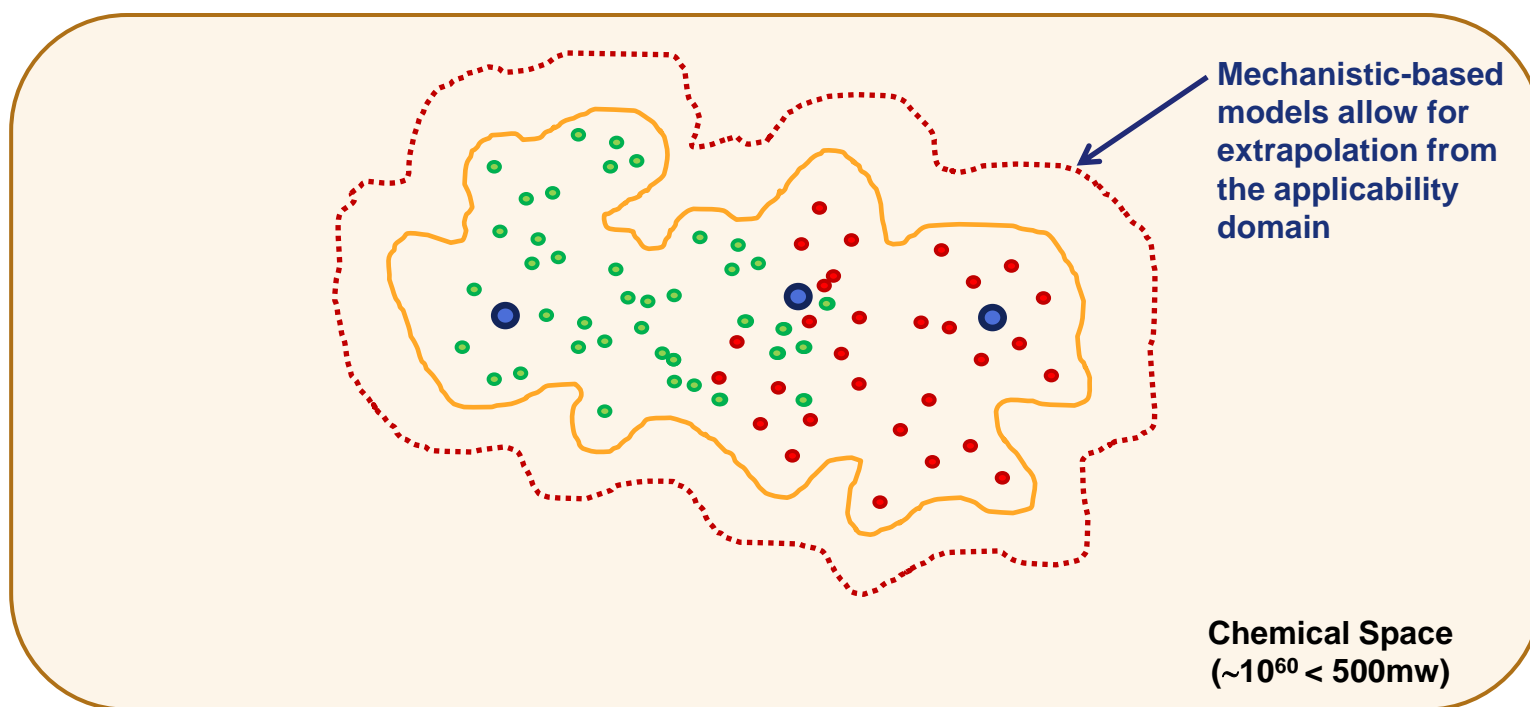 Mechanistic-based
models allow for
extrapolation from
the applicability
domain
Chemical Space
(~10⁶⁰ < 500mw)